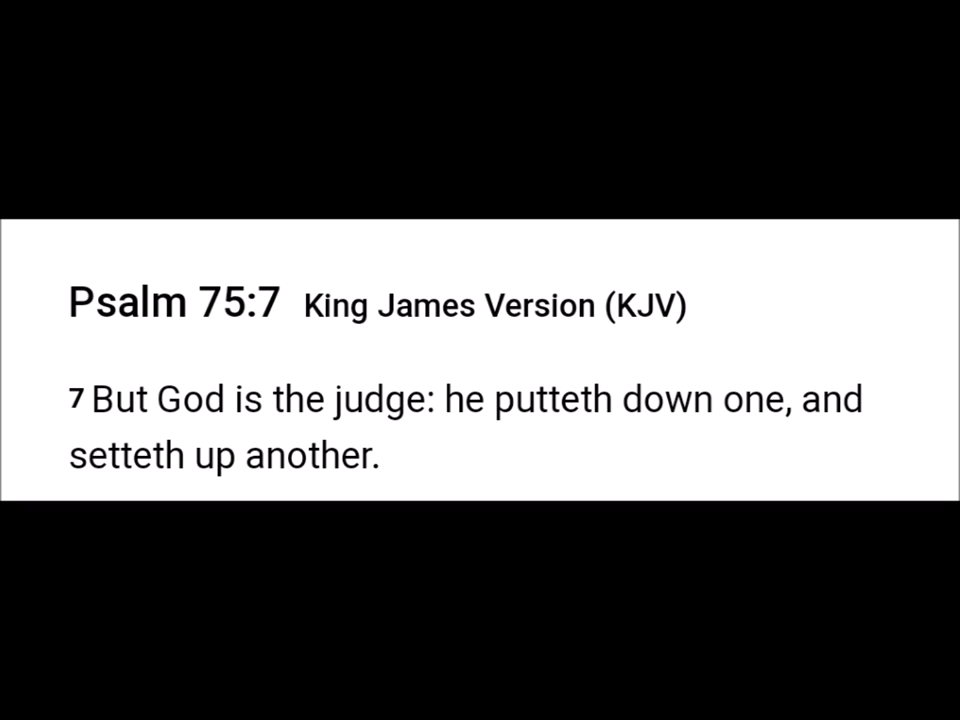 Psalm 75:7 King James Version (KJV)
7 But God is the judge: he putteth down one, and
setteth up another.